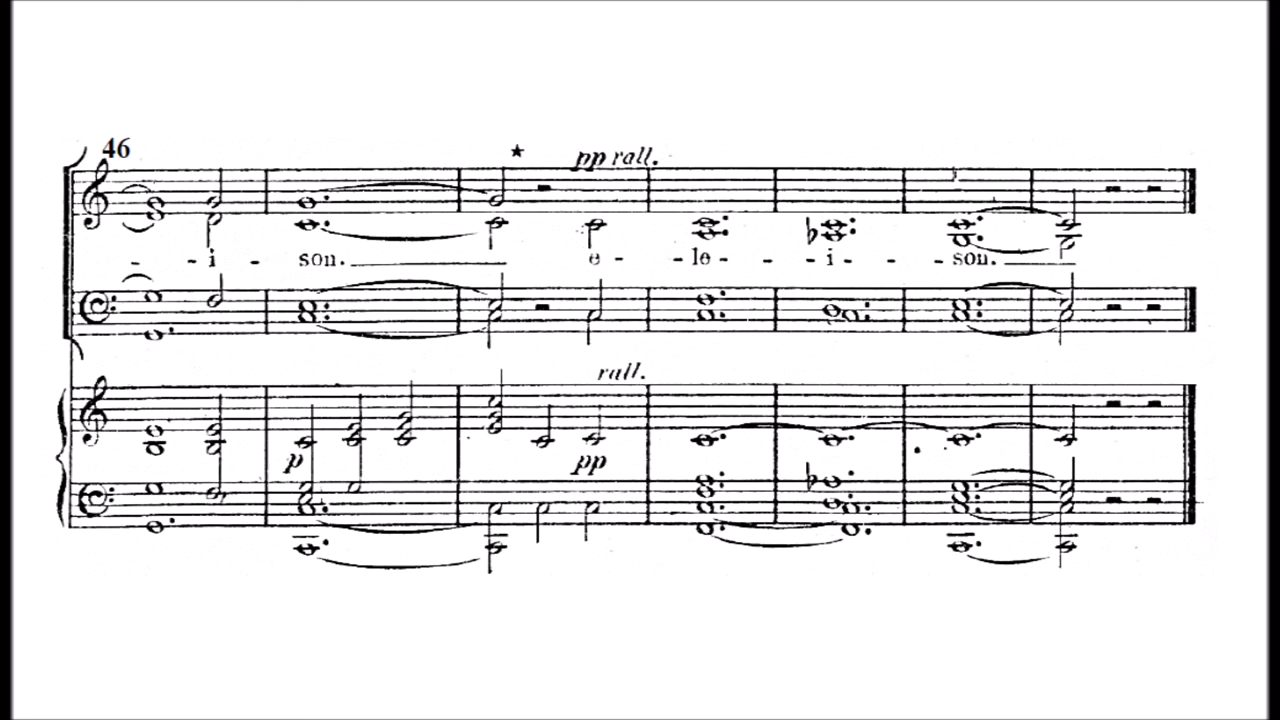 46
pp rall.
- - i - son. e - - le - - - i - - - son.
rall.
p pp